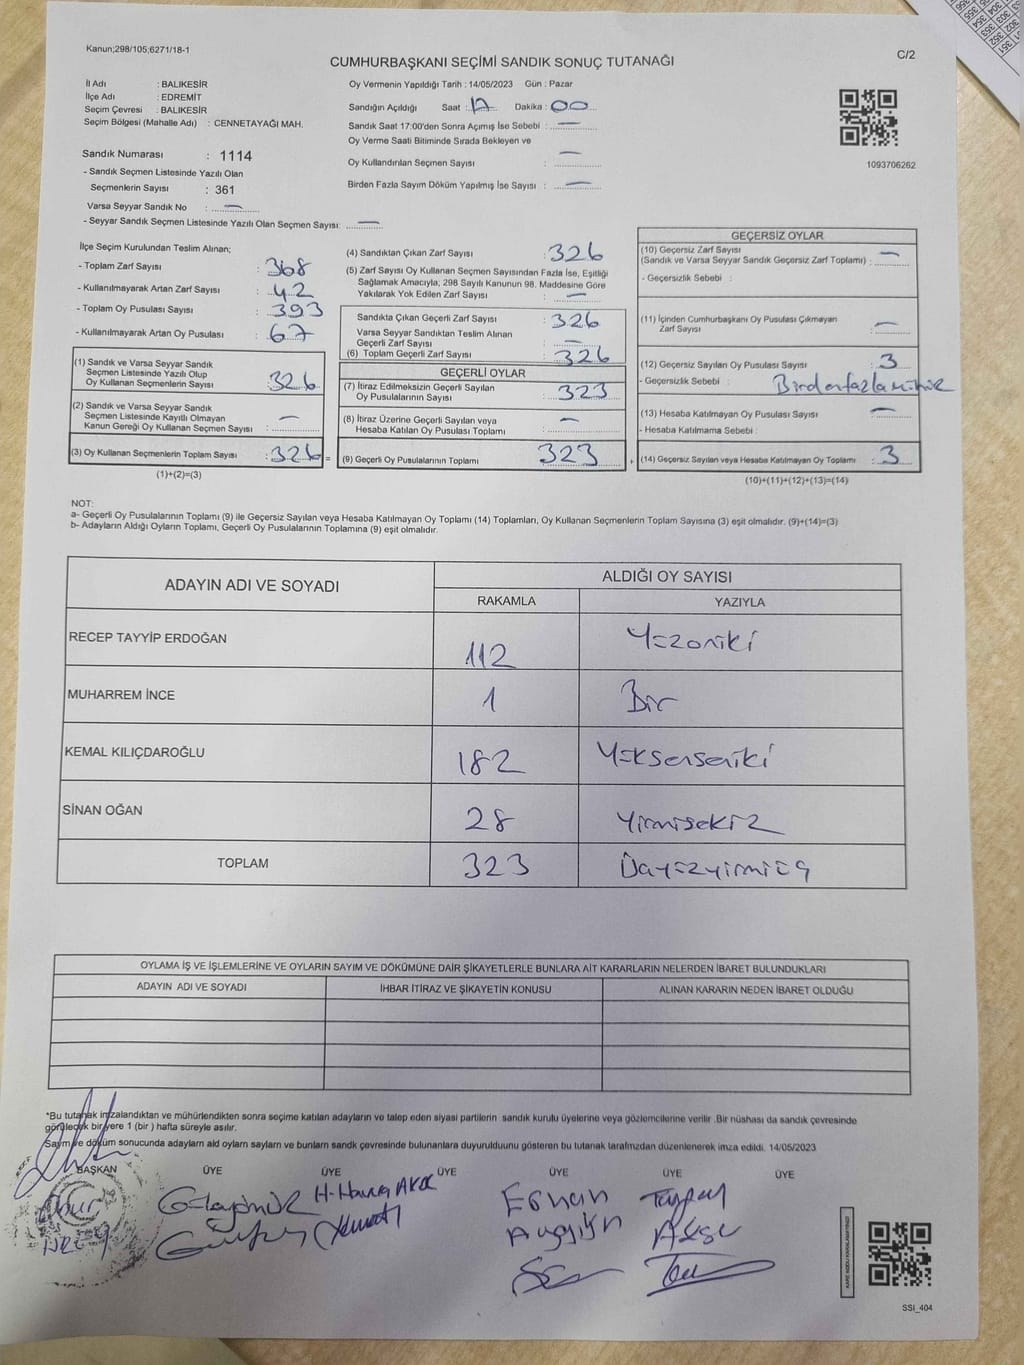 Kanun;298/105;6271/18-1
CUMHURBAŞKANI SEÇİMİ SANDIK SONUÇ TUTANAĞI
C/2
İl Adı : BALIKESİR
İlçe Adı : EDREMİT
Seçim Çevresi : BALIKESİR
Seçim Bölgesi (Mahalle Adı) : CENNETAYAĞI MAH.
Sandık Numarası : 1114
- Sandık Seçmen Listesinde Yazılı Olan
Seçmenlerin Sayısı : 361
Varsa Seyyar Sandık No : —
- Seyyar Sandık Seçmen Listesinde Yazılı Olan Seçmen Sayısı: —
Oy Vermenin Yapıldığı Tarih : 14/05/2023 Gün : Pazar
Sandığın Açıldığı Saat : 17 Dakika : 00
Sandık Saat 17:00'den Sonra Açımış İse Sebebi : —
Oy Verme Saati Bitiminde Sırada Bekleyen ve
Oy Kullandırılan Seçmen Sayısı : —
Birden Fazla Sayım Döküm Yapılmış İse Sayısı : —
1093706262
İlçe Seçim Kurulundan Teslim Alınan;
- Toplam Zarf Sayısı : 368
- Kullanılmayarak Artan Zarf Sayısı : 42
- Toplam Oy Pusulası Sayısı : 393
- Kullanılmayarak Artan Oy Pusulası : 67
(1) Sandık ve Varsa Seyyar Sandık
Seçmen Listesinde Yazılı Olup
Oy Kullanan Seçmenlerin Sayısı : 326
(2) Sandık ve Varsa Seyyar Sandık
Seçmen Listesinde Kayıtlı Olmayan
Kanun Gereği Oy Kullanan Seçmen Sayısı : —
(3) Oy Kullanan Seçmenlerin Toplam Sayısı : 326 =
(1)+(2)=(3)
(4) Sandıktan Çıkan Zarf Sayısı : 326
(5) Zarf Sayısı Oy Kullanan Seçmen Sayısından Fazla İse, Eşitliği
Sağlamak Amacıyla; 298 Sayılı Kanunun 98. Maddesine Göre
Yakılarak Yok Edilen Zarf Sayısı : —
Sandıkta Çıkan Geçerli Zarf Sayısı : 326
Varsa Seyyar Sandıktan Teslim Alınan
Geçerli Zarf Sayısı : —
(6) Toplam Geçerli Zarf Sayısı : 326
GEÇERLİ OYLAR
(7) İtiraz Edilmeksizin Geçerli Sayılan
Oy Pusulalarının Sayısı : 323
(8) İtiraz Üzerine Geçerli Sayılan veya
Hesaba Katılan Oy Pusulası Toplamı : —
(9) Geçerli Oy Pusulalarının Toplamı : 323 +
GEÇERSİZ OYLAR
(10) Geçersiz Zarf Sayısı
(Sandık ve Varsa Seyyar Sandık Geçersiz Zarf Toplamı) : —
- Geçersizlik Sebebi :
(11) İçinden Cumhurbaşkanı Oy Pusulası Çıkmayan
Zarf Sayısı : —
(12) Geçersiz Sayılan Oy Pusulası Sayısı : 3
- Geçersizlik Sebebi : Birden fazla mühür
(13) Hesaba Katılmayan Oy Pusulası Sayısı : —
- Hesaba Katılmama Sebebi :
(14) Geçersiz Sayılan veya Hesaba Katılmayan Oy Toplamı : 3
(10)+(11)+(12)+(13)=(14)
NOT:
a- Geçerli Oy Pusulalarının Toplamı (9) ile Geçersiz Sayılan veya Hesaba Katılmayan Oy Toplamı (14) Toplamları, Oy Kullanan Seçmenlerin Toplam Sayısına (3) eşit olmalıdır. (9)+(14)=(3)
b- Adayların Aldığı Oyların Toplamı, Geçerli Oy Pusulalarının Toplamına (9) eşit olmalıdır.
ADAYIN ADI VE SOYADI
ALDIĞI OY SAYISI
RAKAMLA YAZIYLA
RECEP TAYYİP ERDOĞAN 112 Yüzoniki
MUHARREM İNCE 1 Bir
KEMAL KILIÇDAROĞLU 182 Yüksenseniki
SİNAN OĞAN 28 Yirmisekiz
TOPLAM 323 Üçyüzyirmiüç
OYLAMA İŞ VE İŞLEMLERİNE VE OYLARIN SAYIM VE DÖKÜMÜNE DAİR ŞİKAYETLERLE BUNLARA AİT KARARLARIN NELERDEN İBARET BULUNDUKLARI
ADAYIN ADI VE SOYADI İHBAR İTİRAZ VE ŞİKAYETİN KONUSU ALINAN KARARIN NEDEN İBARET OLDUĞU
*Bu tutanak imzalandıktan ve mühürlendikten sonra seçime katılan adayların ve talep eden siyasi partilerin sandık kurulu üyelerine veya gözlemcilerine verilir. Bir nüshası da sandık çevresinde
görülecek bir yere 1 (bir ) hafta süreyle asılır.
Sayım ve döküm sonucunda adayların ald oyların sayların ve bunların sandk çevresinde bulunanlara duyurulduunu gösteren bu tutanak tarafmzdan düzenlenerek imza edildi. 14/05/2023
BAŞKAN ÜYE ÜYE ÜYE ÜYE ÜYE ÜYE
Tayfun
SSI_404